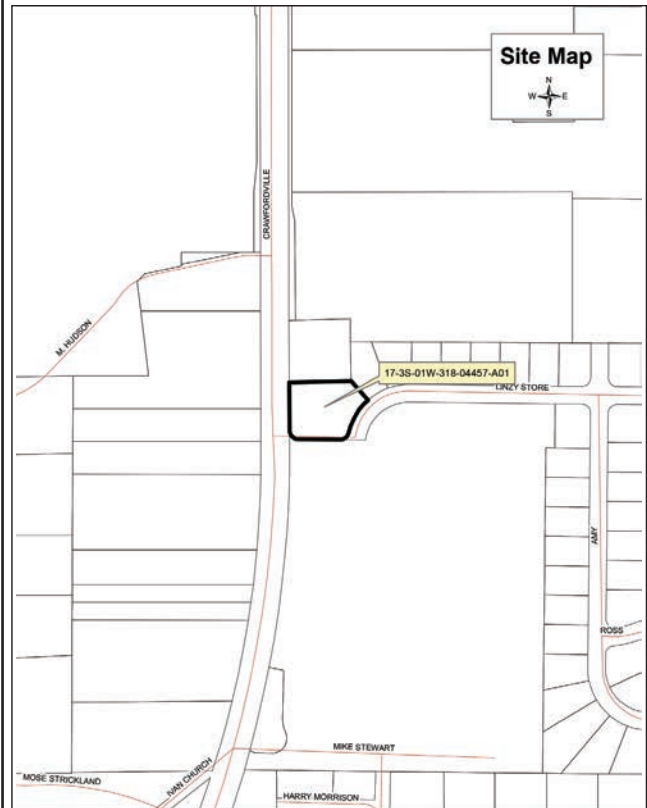 Site Map
N
W E
S
CRAWFORDVILLE
M. HUDSON
17-3S-01W-318-04457-A01
LINZY STORE
AMY
ROSS
MIKE STEWART
IVAN CHURCH
MOSE STRICKLAND
HARRY MORRISON